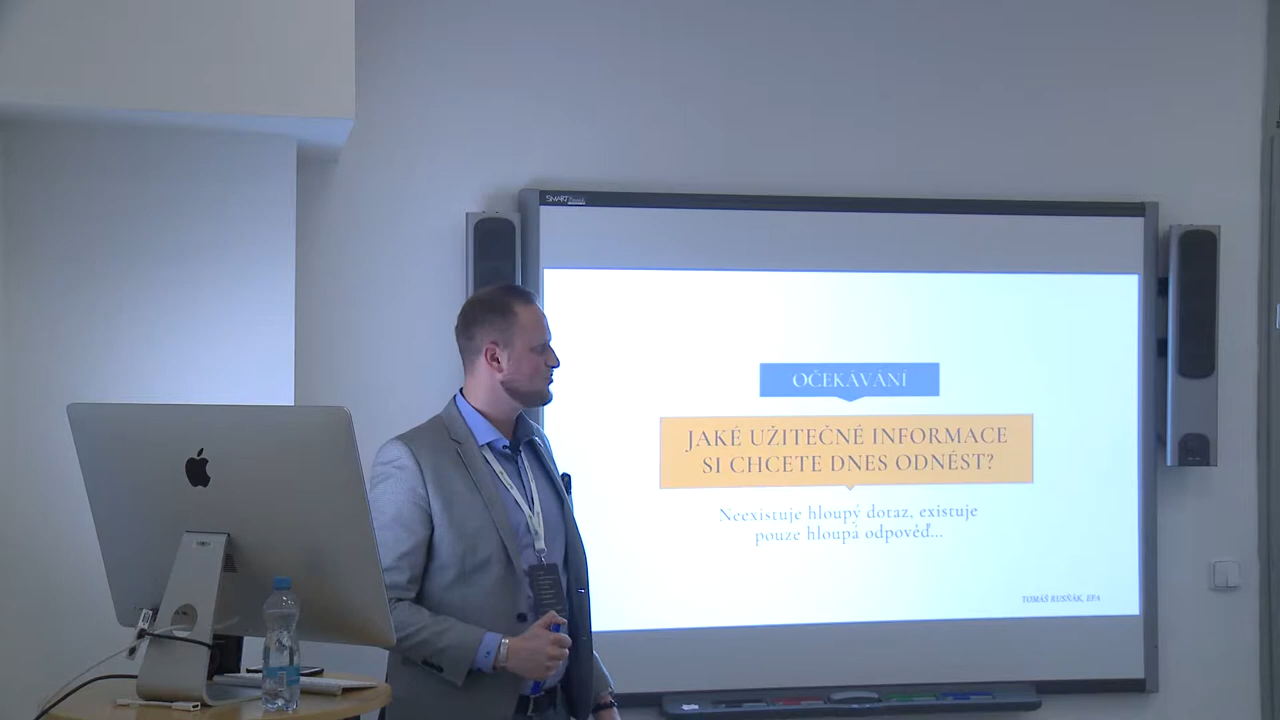 SMART Board
OČEKÁVÁNÍ
JAKÉ UŽITEČNÉ INFORMACE
SI CHCETE DNES ODNÉST?
Neexistuje hloupý dotaz, existuje
pouze hloupá odpověď...
TOMÁŠ RUSŇÁK, EFA